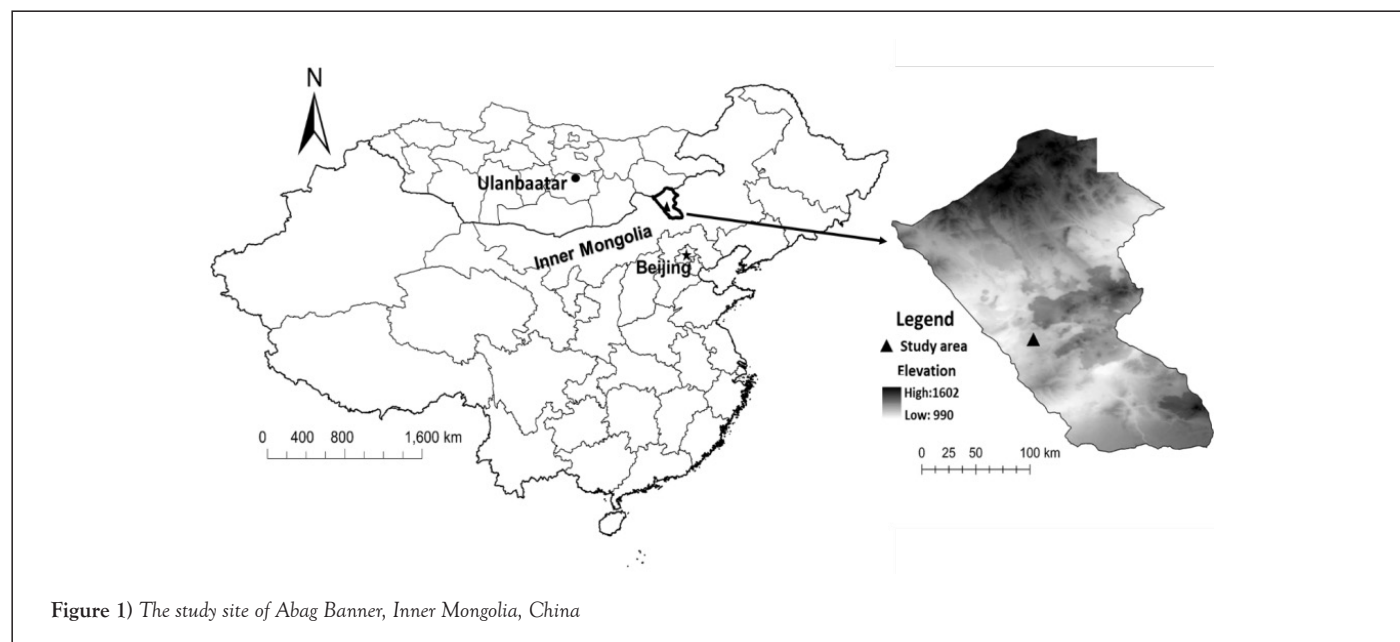 N
Ulanbaatar
Inner Mongolia
Beijing
0 400 800 1,600 km
Legend
Study area
Elevation
High:1602
Low: 990
0 25 50 100 km
Figure 1) The study site of Abag Banner, Inner Mongolia, China